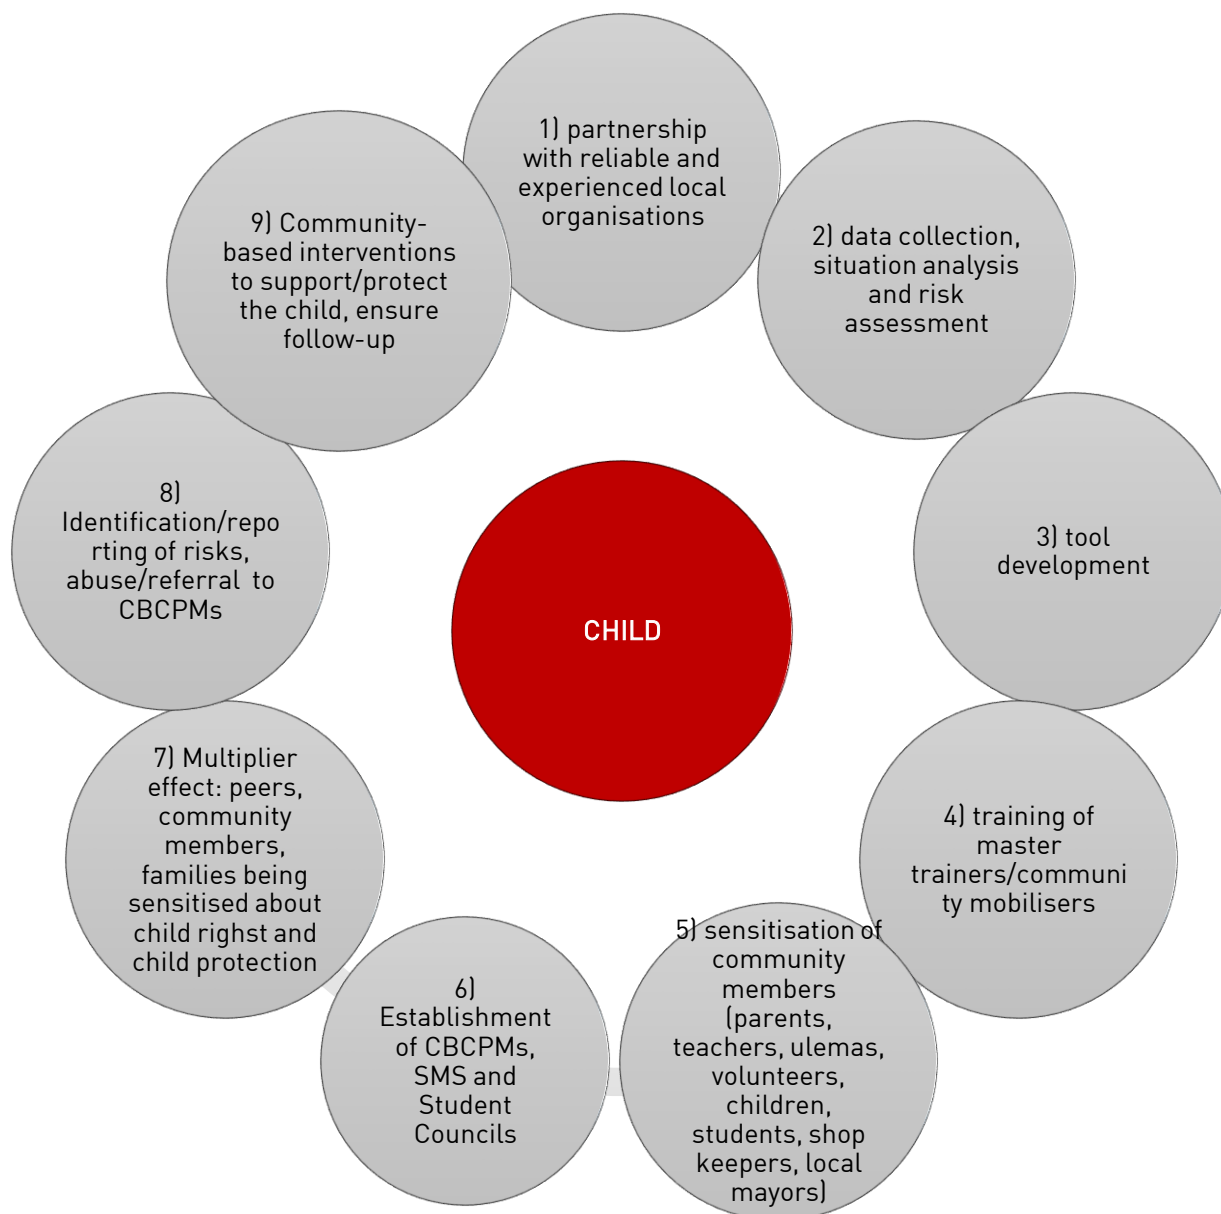 1) partnership
with reliable and
experienced local
organisations
2) data collection,
situation analysis
and risk
assessment
3) tool
development
4) training of
master
trainers/communi
ty mobilisers
5) sensitisation of
community
members
(parents,
teachers, ulemas,
volunteers,
children,
students, shop
keepers, local
mayors)
6)
Establishment
of CBCPMs,
SMS and
Student
Councils
7) Multiplier
effect: peers,
community
members,
families being
sensitised about
child righst and
child protection
8)
Identification/repo
rting of risks,
abuse/referral to
CBCPMs
9) Community-
based interventions
to support/protect
the child, ensure
follow-up
CHILD